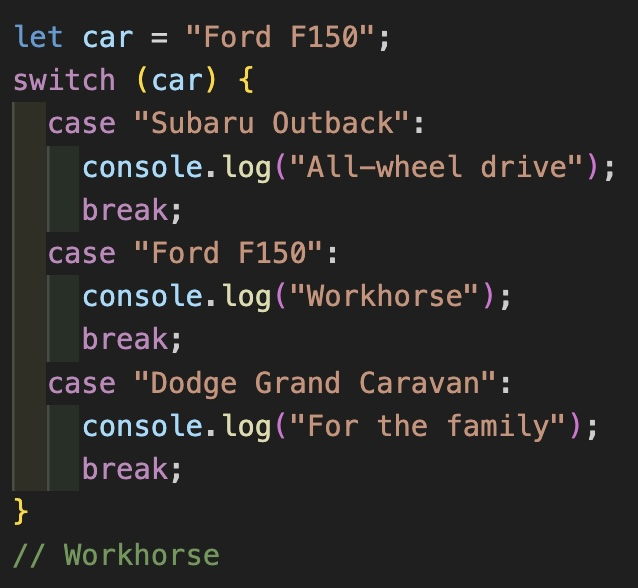 let car = "Ford F150";
switch (car) {
  case "Subaru Outback":
    console.log("All-wheel drive");
    break;
  case "Ford F150":
    console.log("Workhorse");
    break;
  case "Dodge Grand Caravan":
    console.log("For the family");
    break;
}
// Workhorse